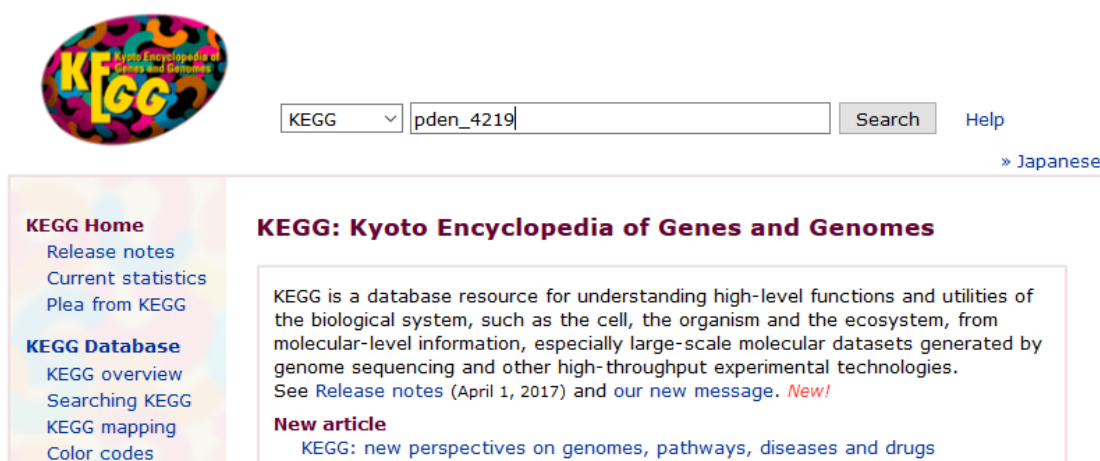 KEGG
Kyoto Encyclopedia of
Genes and Genomes
KEGG pden_4219 Search Help
» Japanese
KEGG Home
Release notes
Current statistics
Plea from KEGG
KEGG Database
KEGG overview
Searching KEGG
KEGG mapping
Color codes
KEGG: Kyoto Encyclopedia of Genes and Genomes
KEGG is a database resource for understanding high-level functions and utilities of
the biological system, such as the cell, the organism and the ecosystem, from
molecular-level information, especially large-scale molecular datasets generated by
genome sequencing and other high-throughput experimental technologies.
See Release notes (April 1, 2017) and our new message. New!
New article
KEGG: new perspectives on genomes, pathways, diseases and drugs